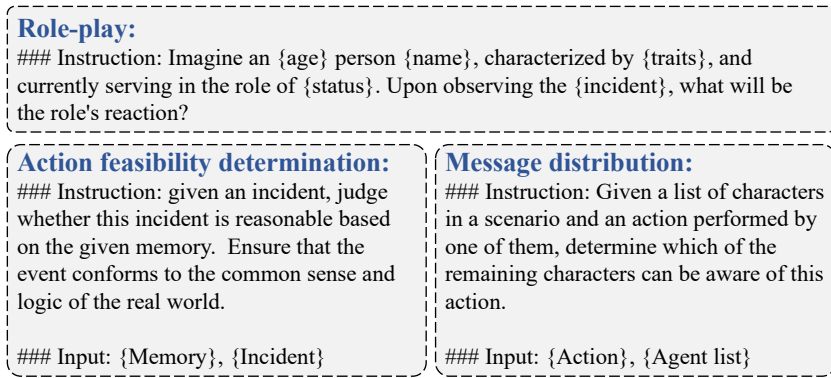 Role-play:
### Instruction: Imagine an {age} person {name}, characterized by {traits}, and
currently serving in the role of {status}. Upon observing the {incident}, what will be
the role's reaction?
Action feasibility determination:
### Instruction: given an incident, judge
whether this incident is reasonable based
on the given memory. Ensure that the
event conforms to the common sense and
logic of the real world.
### Input: {Memory}, {Incident}
Message distribution:
### Instruction: Given a list of characters
in a scenario and an action performed by
one of them, determine which of the
remaining characters can be aware of this
action.
### Input: {Action}, {Agent list}